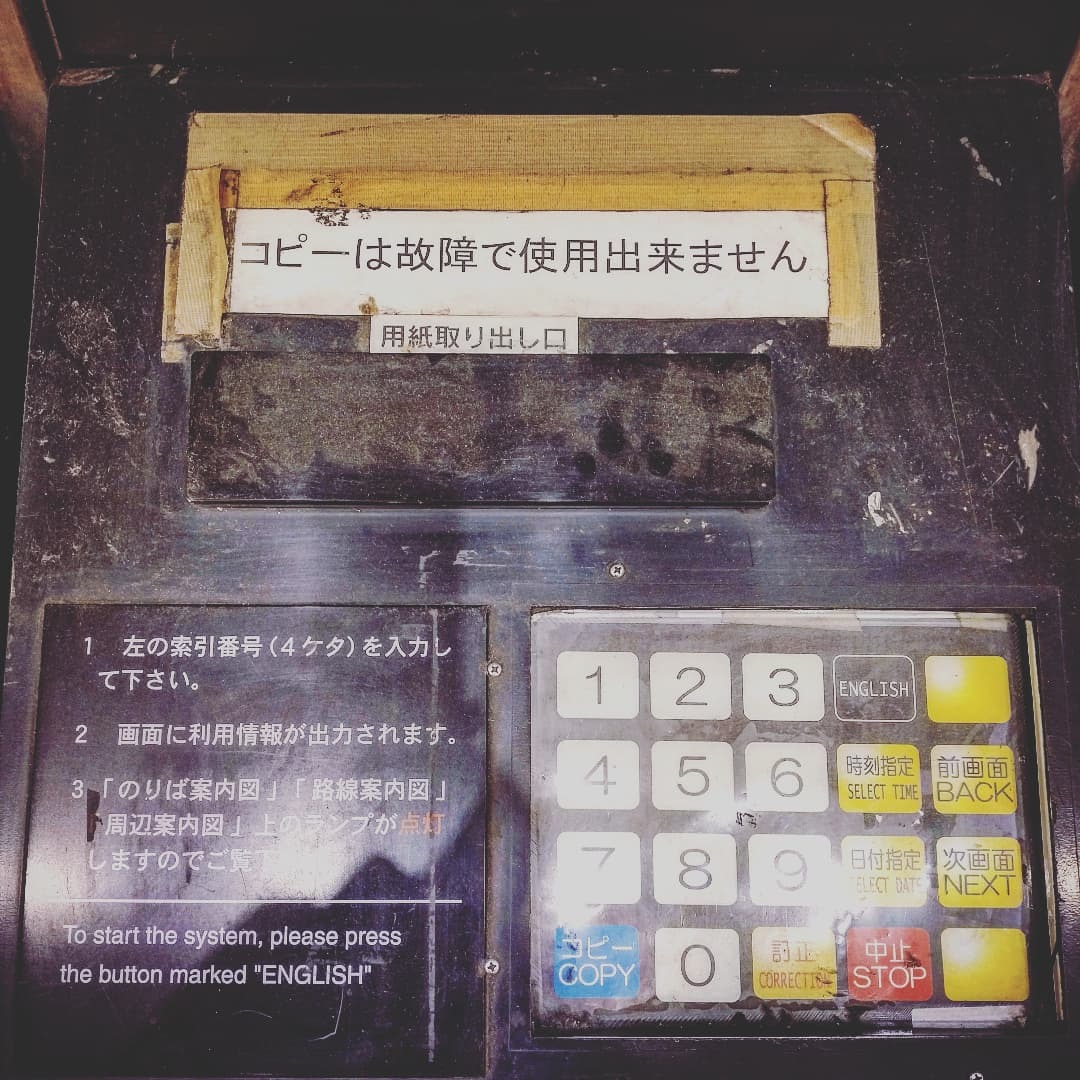 コピーは故障で使用出来ません
用紙取り出し口
1 左の索引番号(4ケタ)を入力し
て下さい。
2 画面に利用情報が出力されます。
3「のりば案内図」「路線案内図」
周辺案内図」上のランプが点灯
しますのでご覧下
To start the system, please press
the button marked "ENGLISH"
1 2 3 ENGLISH
4 5 6 時刻指定 前画面
SELECT TIME BACK
7 8 9 日付指定 次画面
SELECT DATE NEXT
コピー 0 訂正 中止
COPY CORRECTION STOP